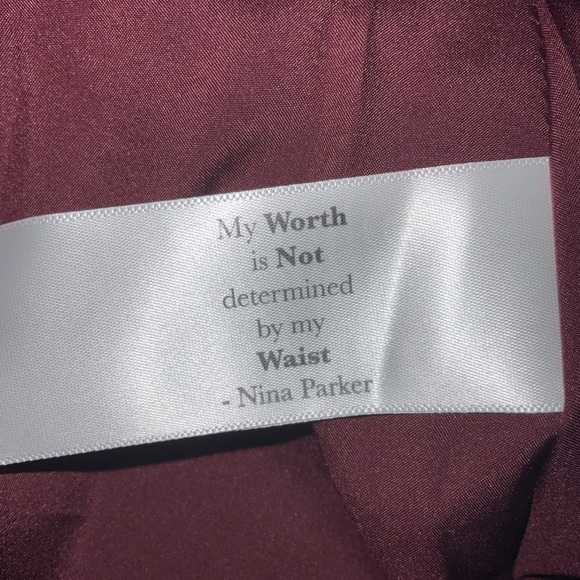 My Worth
is Not
determined
by my
Waist
- Nina Parker